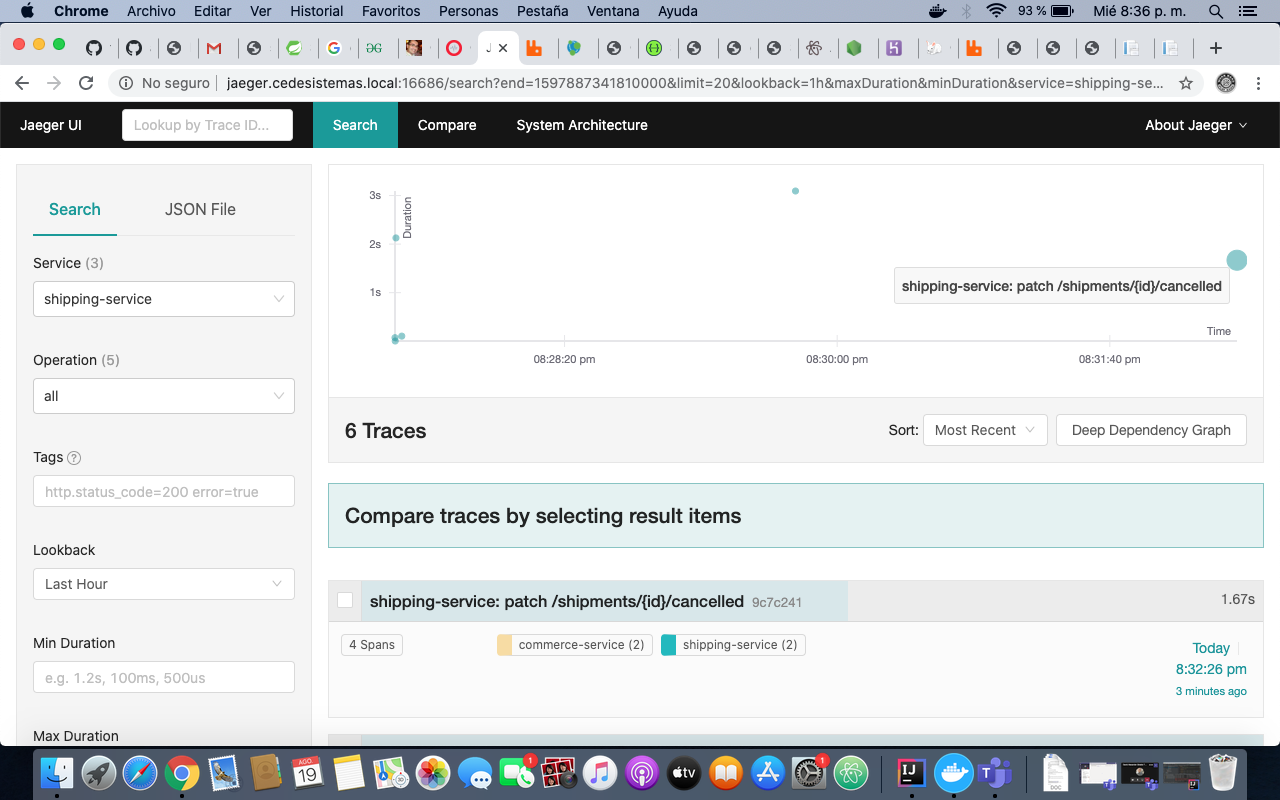 Chrome Archivo Editar Ver Historial Favoritos Personas Pestaña Ventana Ayuda 93 % Mié 8:36 p. m.
No seguro jaeger.cedesistemas.local:16686/search?end=1597887341810000&limit=20&lookback=1h&maxDuration&minDuration&service=shipping-se...
Jaeger UI Lookup by Trace ID... Search Compare System Architecture About Jaeger
Search JSON File
Service (3)
shipping-service
Operation (5)
all
Tags ?
http.status_code=200 error=true
Lookback
Last Hour
Min Duration
e.g. 1.2s, 100ms, 500us
Max Duration
3s
2s
1s
Duration
shipping-service: patch /shipments/{id}/cancelled
Time
08:28:20 pm 08:30:00 pm 08:31:40 pm
6 Traces Sort: Most Recent Deep Dependency Graph
Compare traces by selecting result items
shipping-service: patch /shipments/{id}/cancelled 9c7c241 1.67s
4 Spans commerce-service (2) shipping-service (2) Today
8:32:26 pm
3 minutes ago
AGO.
19
1
tv
1
IJ
DOC